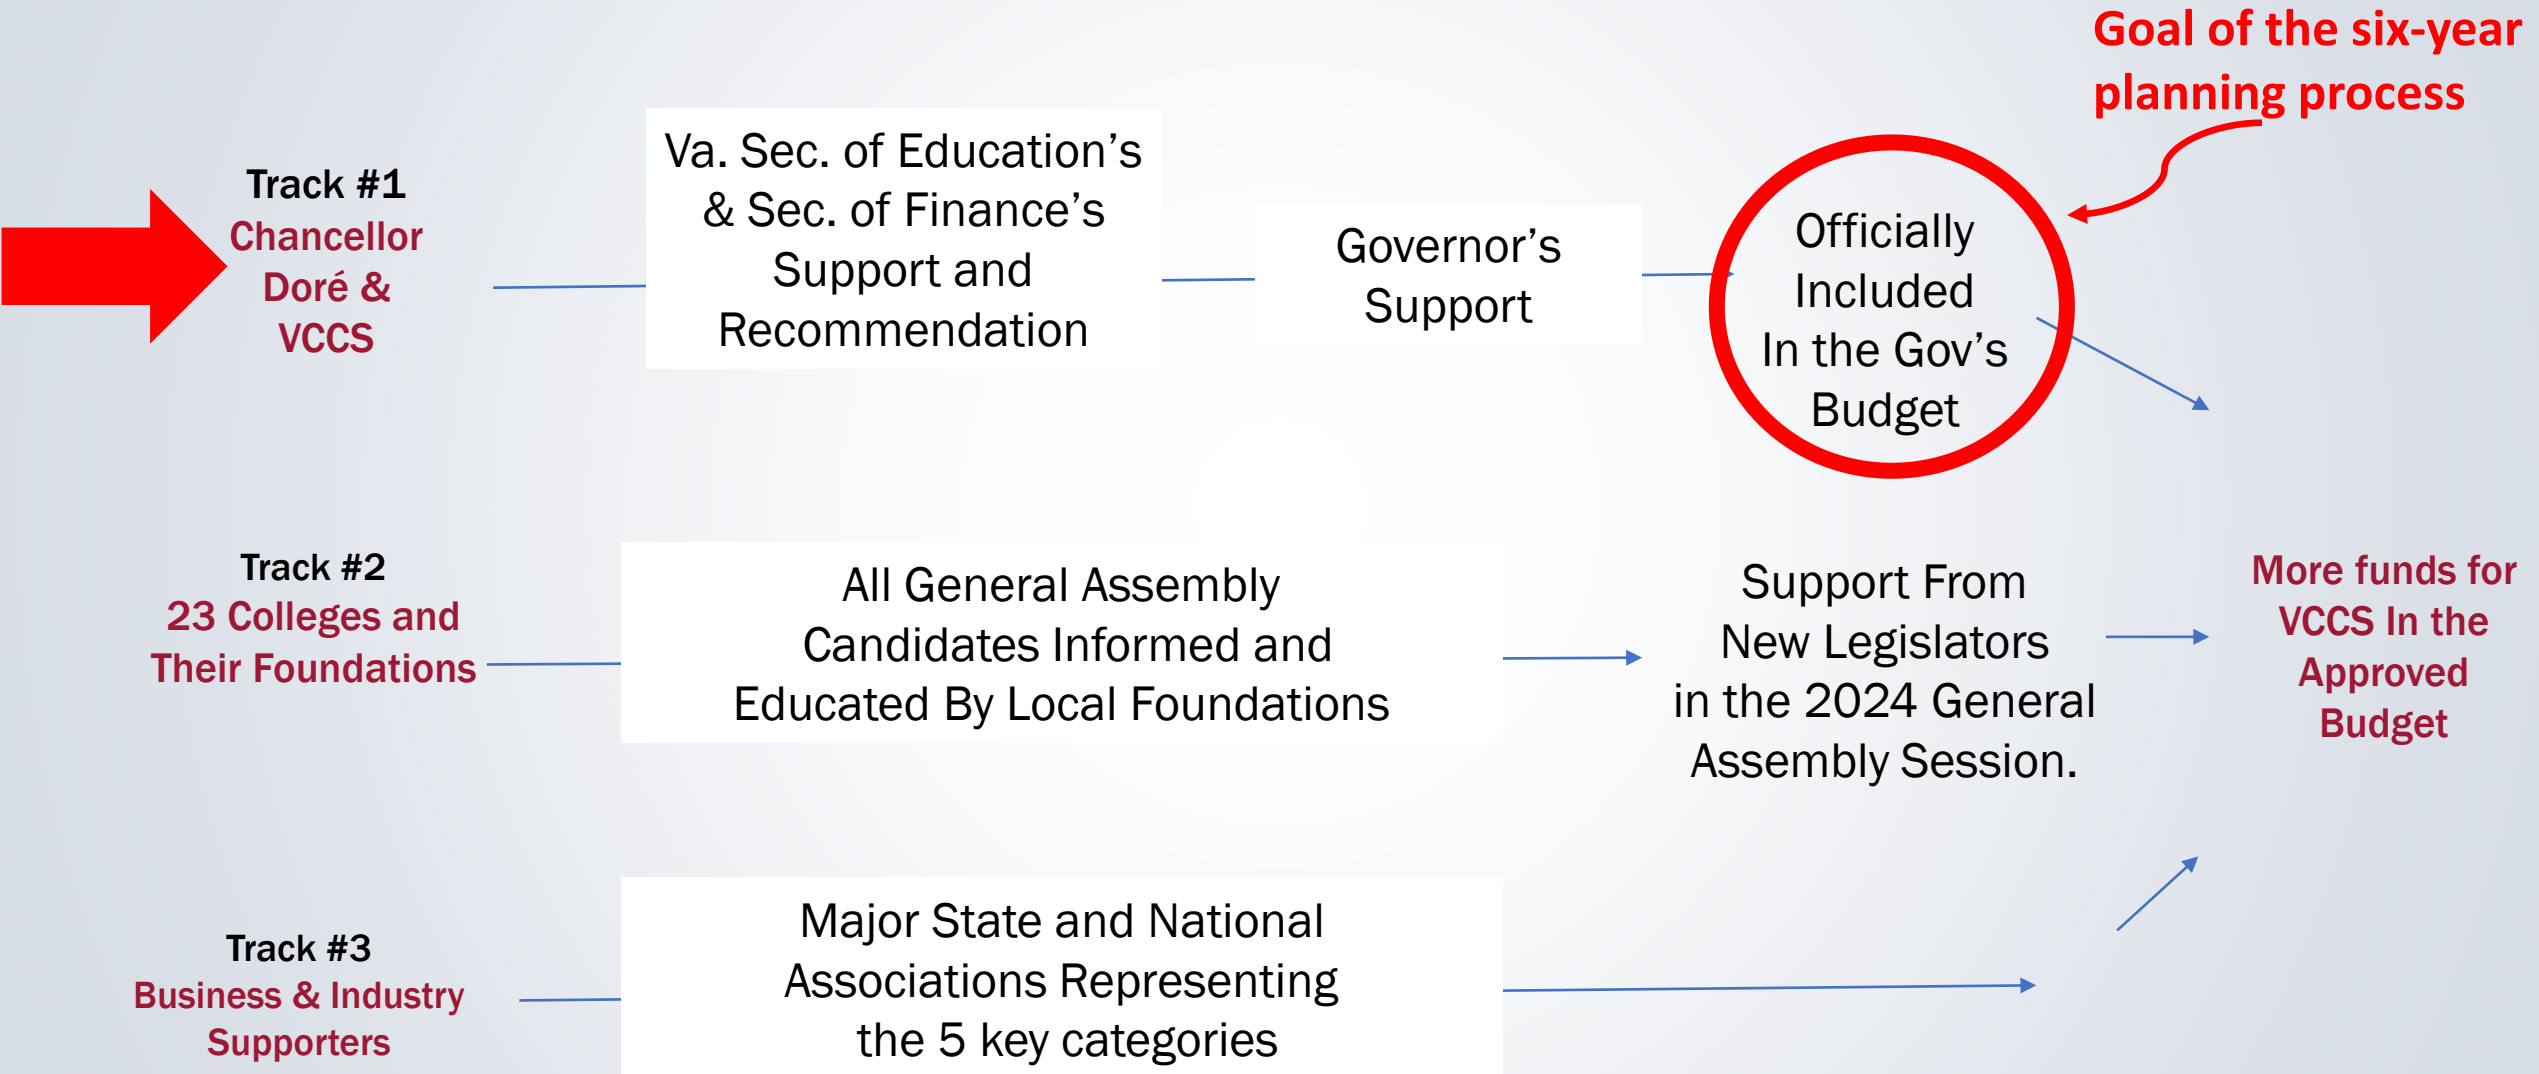 Goal of the six-year
planning process
Track #1
Chancellor
Doré &
VCCS
Va. Sec. of Education’s
& Sec. of Finance’s
Support and
Recommendation
Governor’s
Support
Officially
Included
In the Gov’s
Budget
Track #2
23 Colleges and
Their Foundations
All General Assembly
Candidates Informed and
Educated By Local Foundations
Support From
New Legislators
in the 2024 General
Assembly Session.
More funds for
VCCS In the
Approved
Budget
Track #3
Business & Industry
Supporters
Major State and National
Associations Representing
the 5 key categories